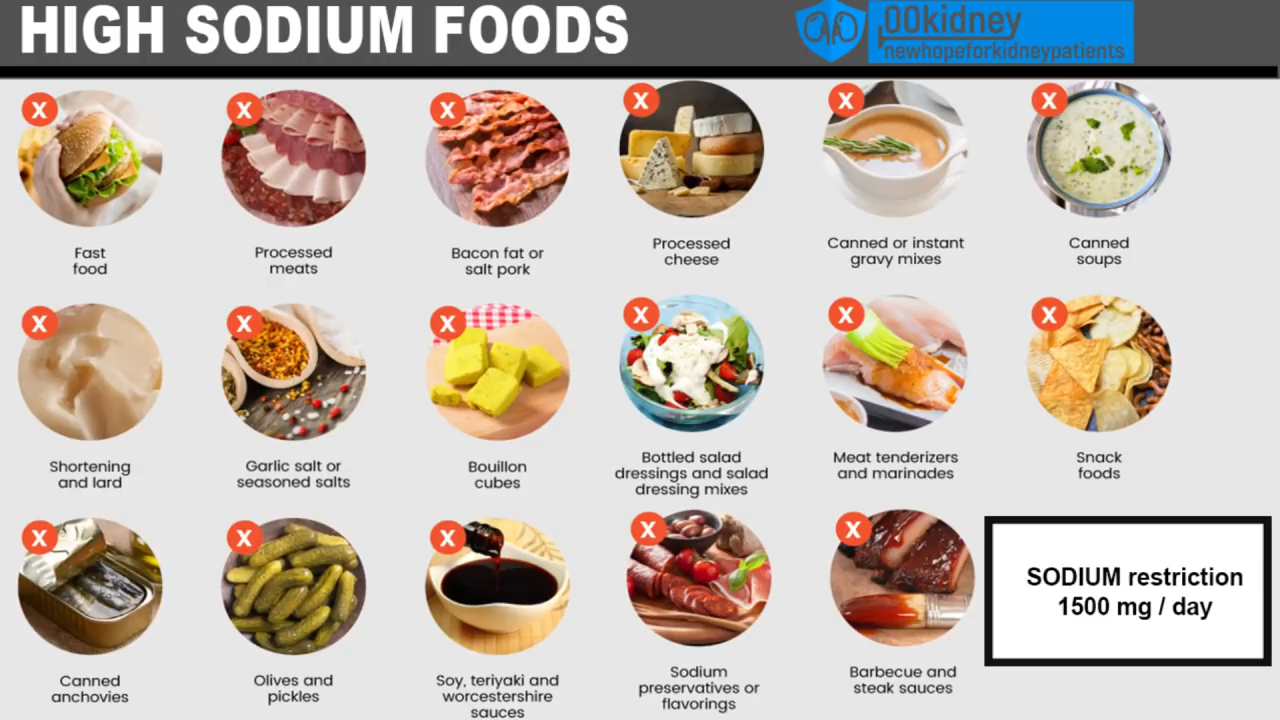 HIGH SODIUM FOODS
00kidney
newhopeforkidneypatients
X
X
X
X
X
X
Fast
food
Processed
meats
Bacon fat or
salt pork
Processed
cheese
Canned or instant
gravy mixes
Canned
soups
X
X
X
X
X
X
Shortening
and lard
Garlic salt or
seasoned salts
Bouillon
cubes
Bottled salad
dressings and salad
dressing mixes
Meat tenderizers
and marinades
Snack
foods
X
X
X
X
X
Canned
anchovies
Olives and
pickles
Soy, teriyaki and
worcestershire
sauces
Sodium
preservatives or
flavorings
Barbecue and
steak sauces
SODIUM restriction
1500 mg / day